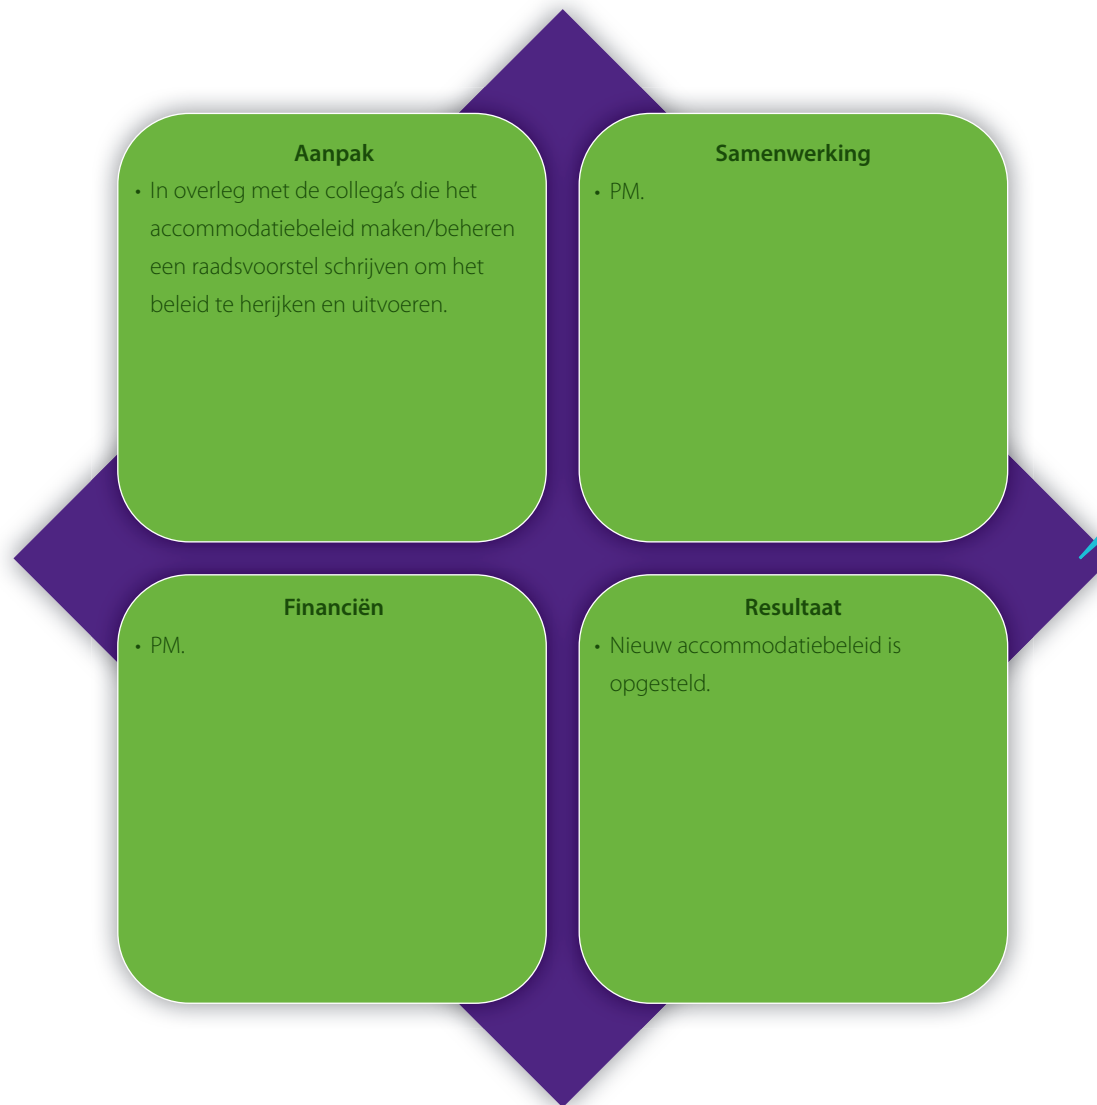 Aanpak
• In overleg met de collega’s die het
accommodatiebeleid maken/beheren
een raadsvoorstel schrijven om het
beleid te herijken en uitvoeren.
Samenwerking
• PM.
Financiën
• PM.
Resultaat
• Nieuw accommodatiebeleid is
opgesteld.